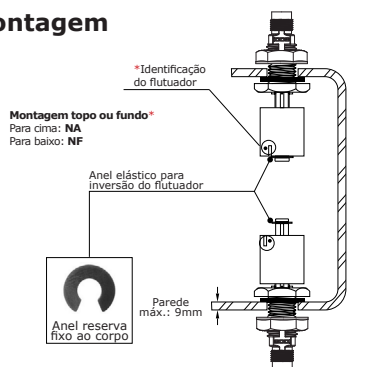 ontagem
*Identificação
do flutuador
Montagem topo ou fundo*
Para cima: NA
Para baixo: NF
Anel elástico para
inversão do flutuador
Anel reserva
fixo ao corpo
Parede
máx.: 9mm